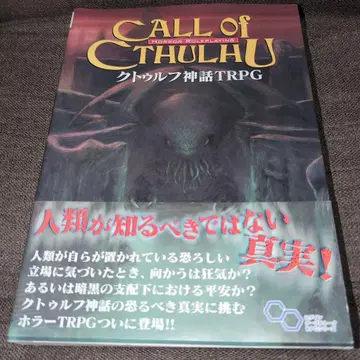 CALL of
CTHULHU
HORROR ROLEPLAYING
クトゥルフ神話TRPG
人類が知るべきではない
真実！
人類が自らが置かれている恐ろしい
立場に気づいたとき、向かうは狂気か？
あるいは暗黒の支配下における平安か？
クトゥルフ神話の恐るべき真実に挑む
ホラーTRPGついに登場!!